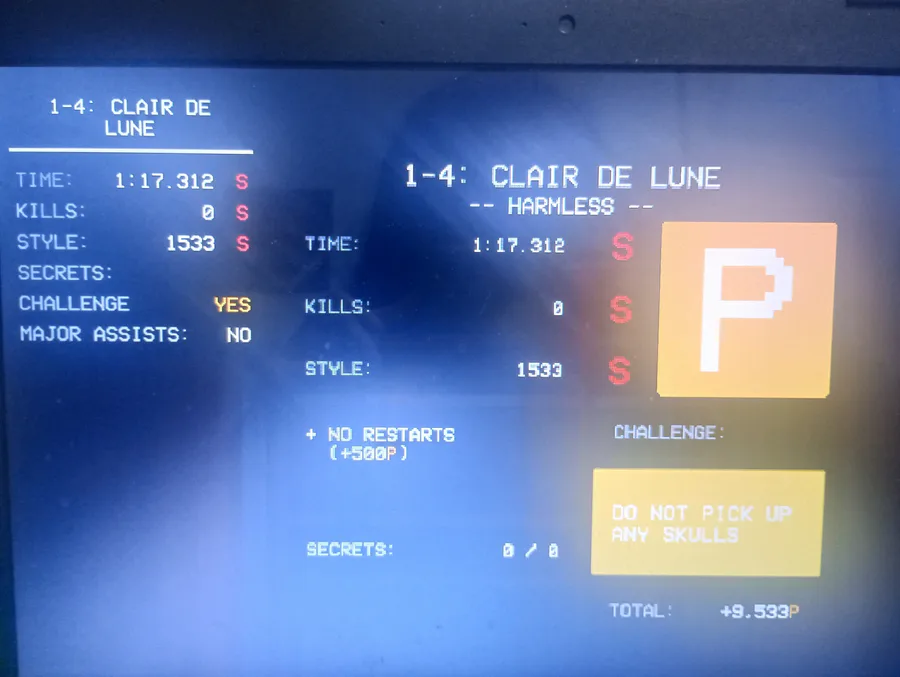 1-4: CLAIR DE
LUNE
TIME: 1:17.312 S
KILLS: 0 S
STYLE: 1533 S
SECRETS:
CHALLENGE YES
MAJOR ASSISTS: NO
1-4: CLAIR DE LUNE
-- HARMLESS --
TIME: 1:17.312 S
KILLS: 0 S
STYLE: 1533 S
P
+ NO RESTARTS
(+500P)
SECRETS: 0 / 0
CHALLENGE:
DO NOT PICK UP
ANY SKULLS
TOTAL: +9.533P